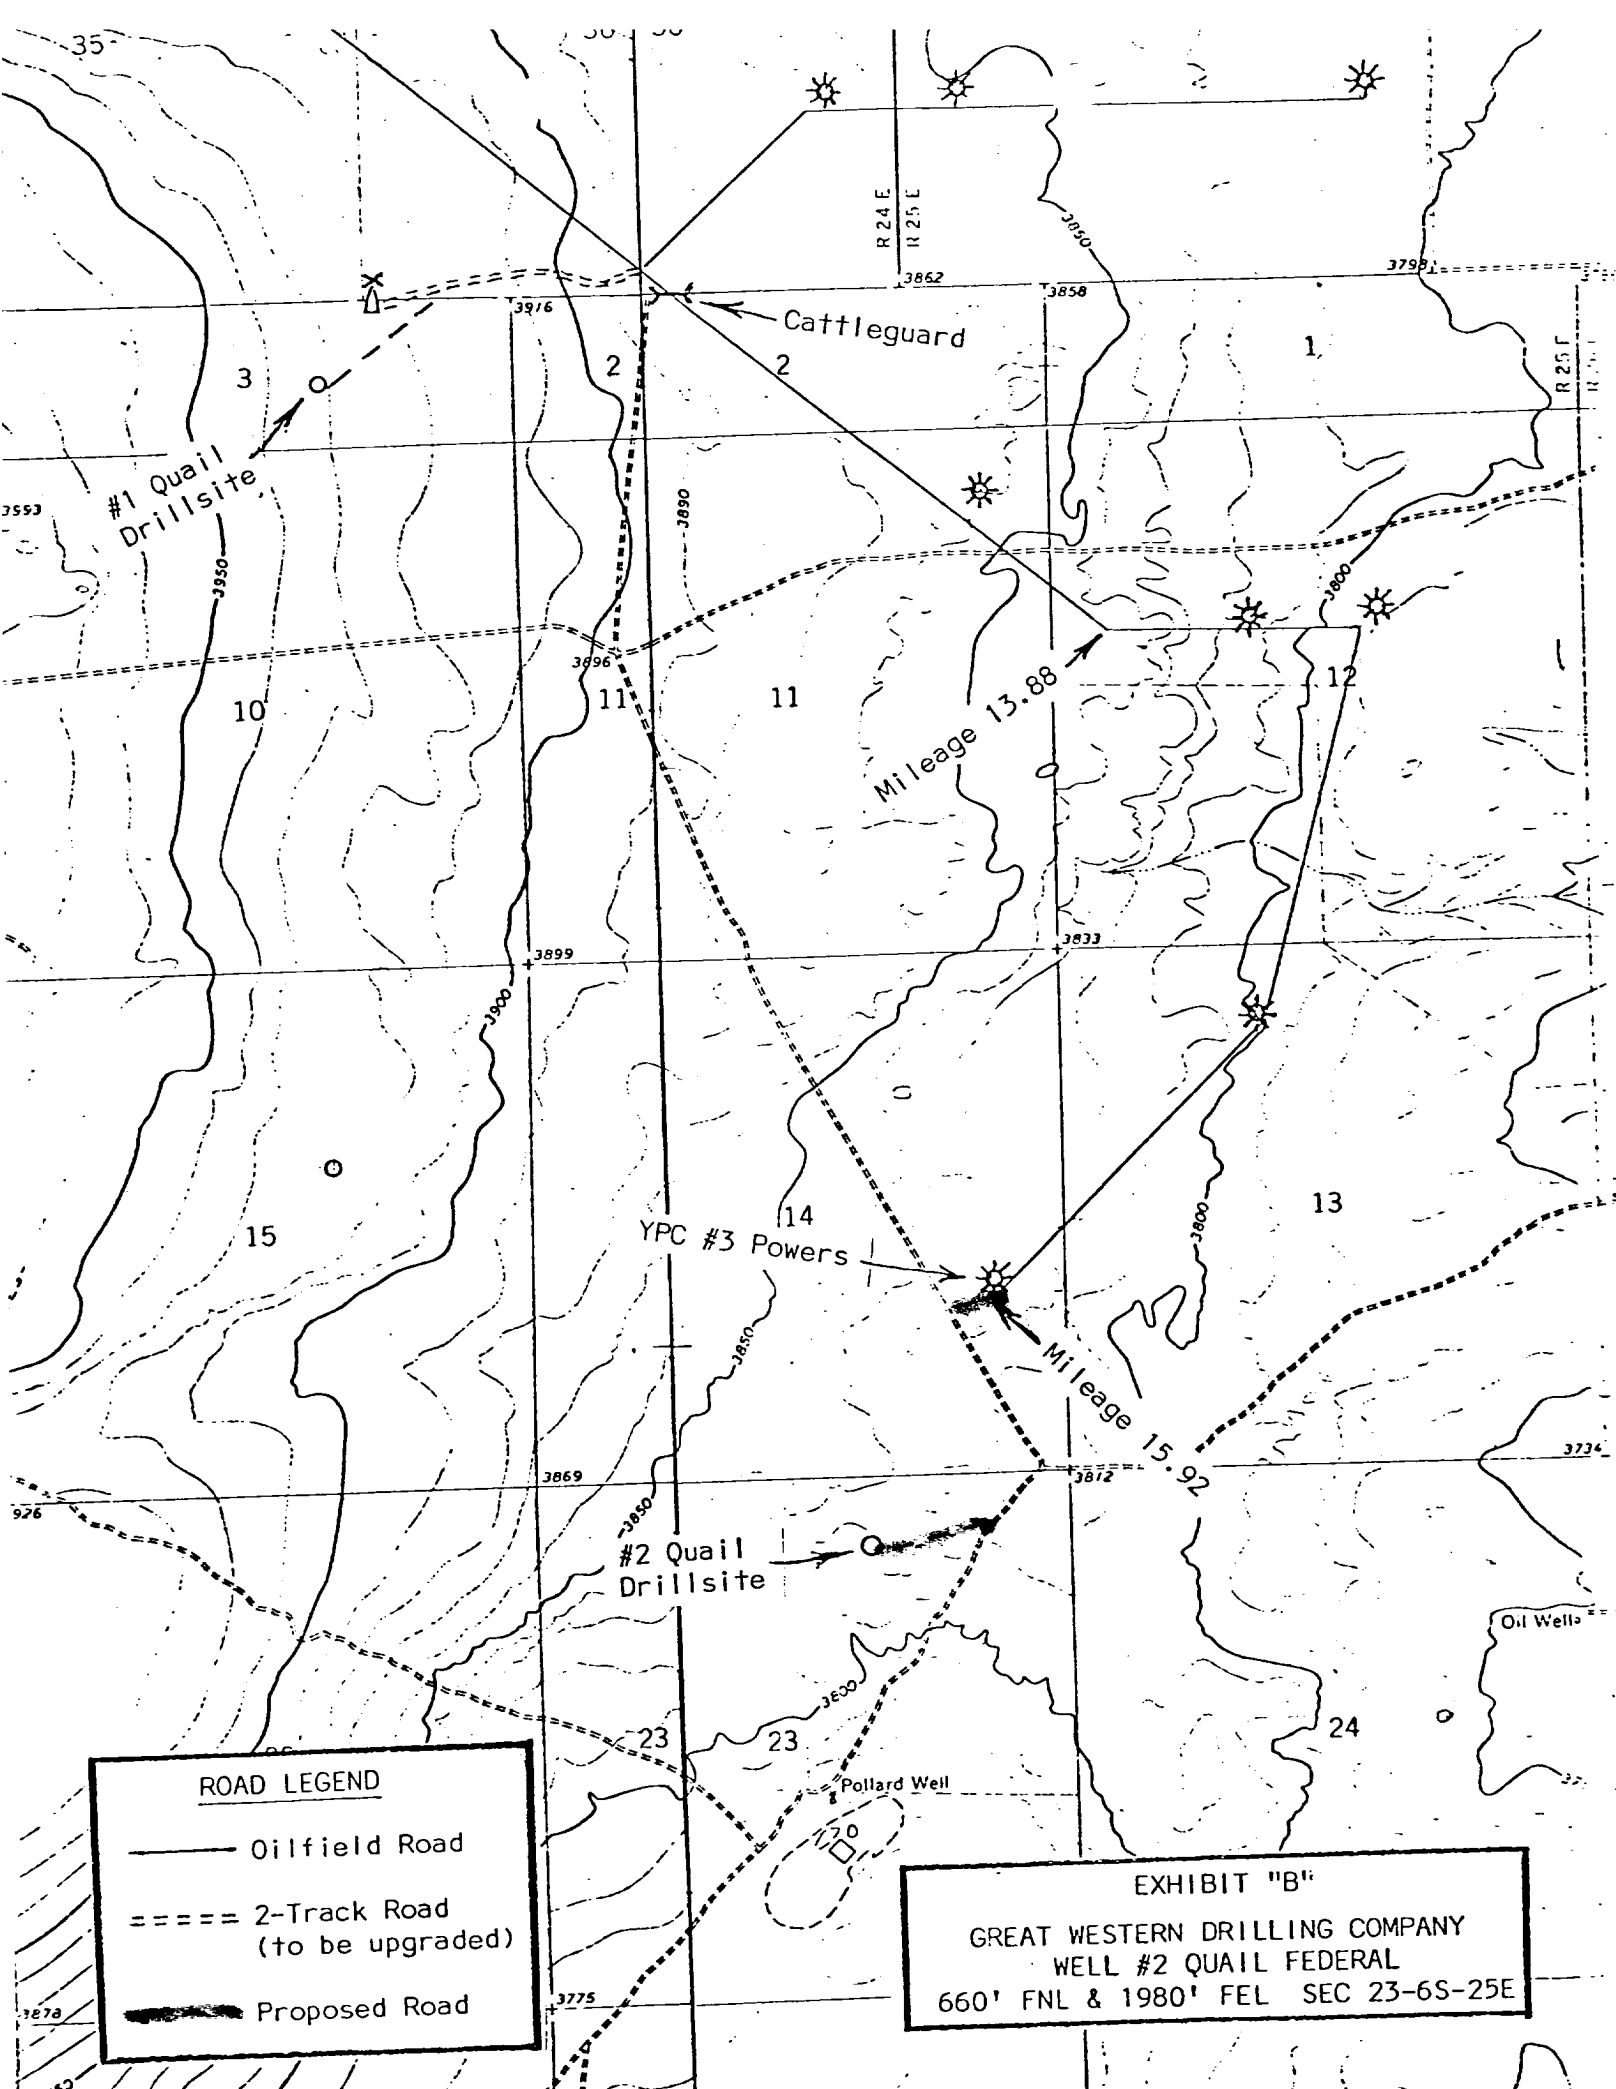 35
R 24 E
R 25 E
3850
3862
3798
3916
3858
Cattleguard
1
R 25 E
3
2
2
#1 Quail
Drillsite
3593
3890
3950
3800
3896
10
11
11
Mileage 13.88
12
3899
3833
3900
15
14
13
YPC #3 Powers
3800
3850
Mileage 15.92
3869
3812
3734
926
3850
#2 Quail
Drillsite
Oil Wells
3800
23
23
24
Pollard Well
ROAD LEGEND
Oilfield Road
2-Track Road
(to be upgraded)
Proposed Road
3878
3775
EXHIBIT "B"
GREAT WESTERN DRILLING COMPANY
WELL #2 QUAIL FEDERAL
660' FNL & 1980' FEL SEC 23-6S-25E